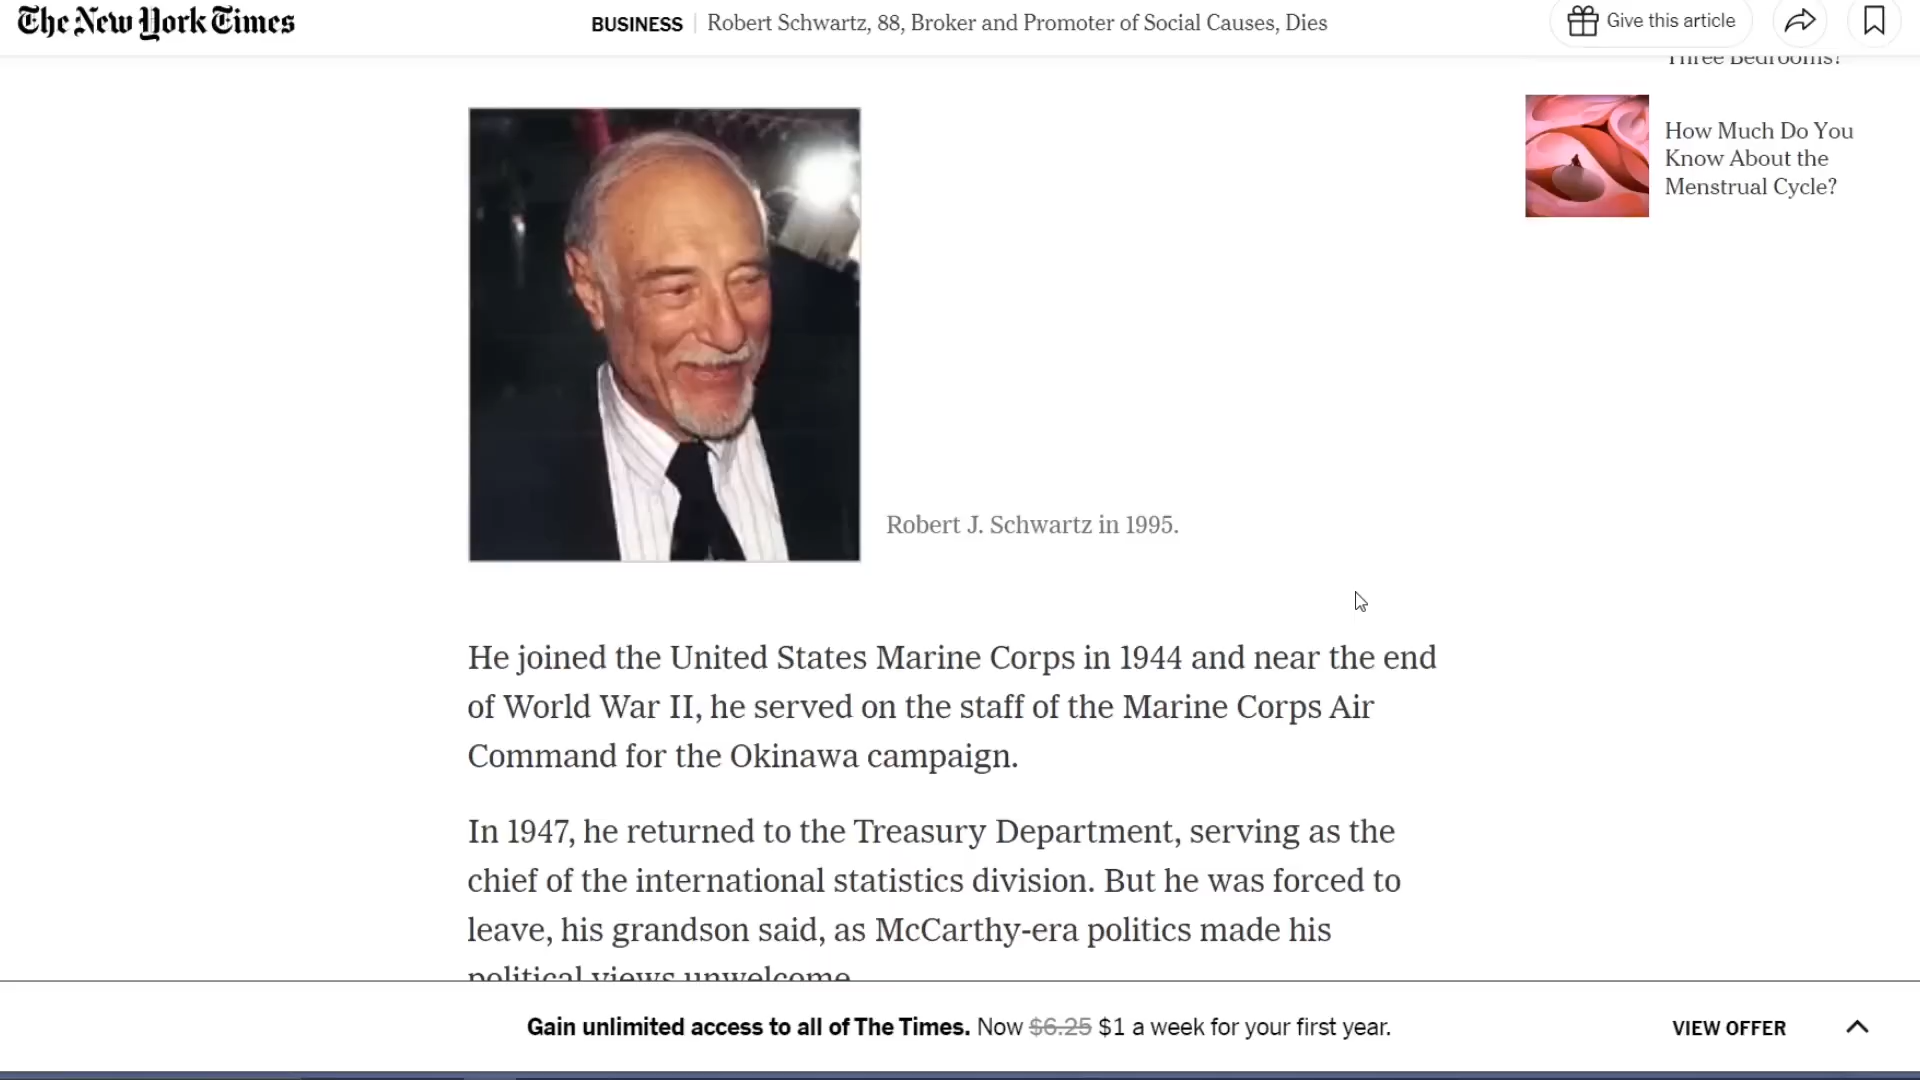 The New York Times
BUSINESS
Robert Schwartz, 88, Broker and Promoter of Social Causes, Dies
Give this article
Three Bedrooms?
How Much Do You
Know About the
Menstrual Cycle?
Robert J. Schwartz in 1995.
He joined the United States Marine Corps in 1944 and near the end
of World War II, he served on the staff of the Marine Corps Air
Command for the Okinawa campaign.
In 1947, he returned to the Treasury Department, serving as the
chief of the international statistics division. But he was forced to
leave, his grandson said, as McCarthy-era politics made his
political views unwelcome.
Gain unlimited access to all of The Times. Now $6.25 $1 a week for your first year.
VIEW OFFER